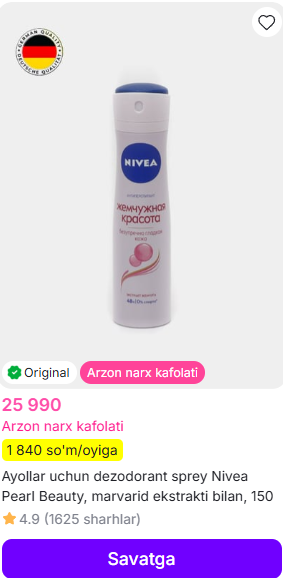 GERMAN QUALITY
DEUTSCHE QUALITÄT
NIVEA
жемчужная
красота
Original
Arzon narx kafolati
25 990
Arzon narx kafolati
1 840 so'm/oyiga
Ayollar uchun dezodorant sprey Nivea
Pearl Beauty, marvarid ekstrakti bilan, 150
4.9 (1625 sharhlar)
Savatga